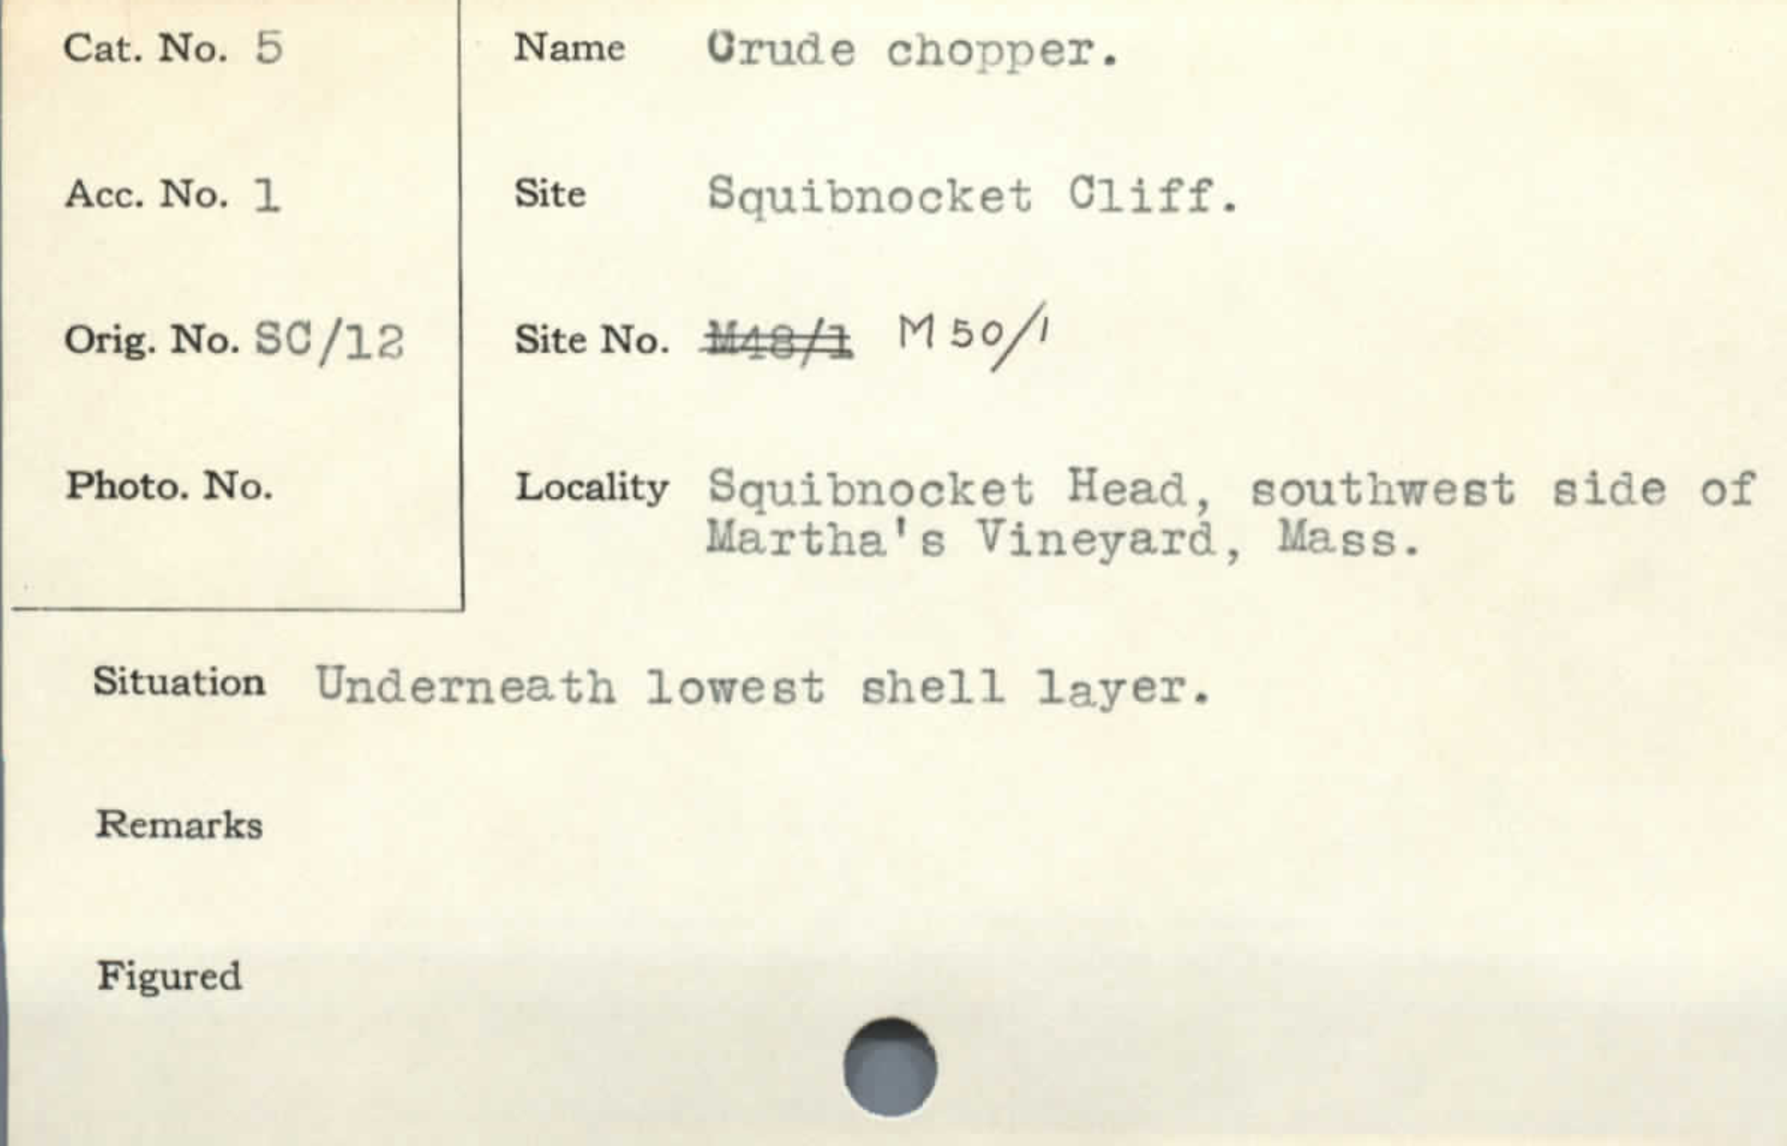 Cat. No. 5
Name Crude chopper.
Acc. No. 1
Site Squibnocket Cliff.
Orig. No. SC/12
Site No. M48/1 M50/1
Photo. No.
Locality Squibnocket Head, southwest side of
Martha's Vineyard, Mass.
Situation Underneath lowest shell layer.
Remarks
Figured